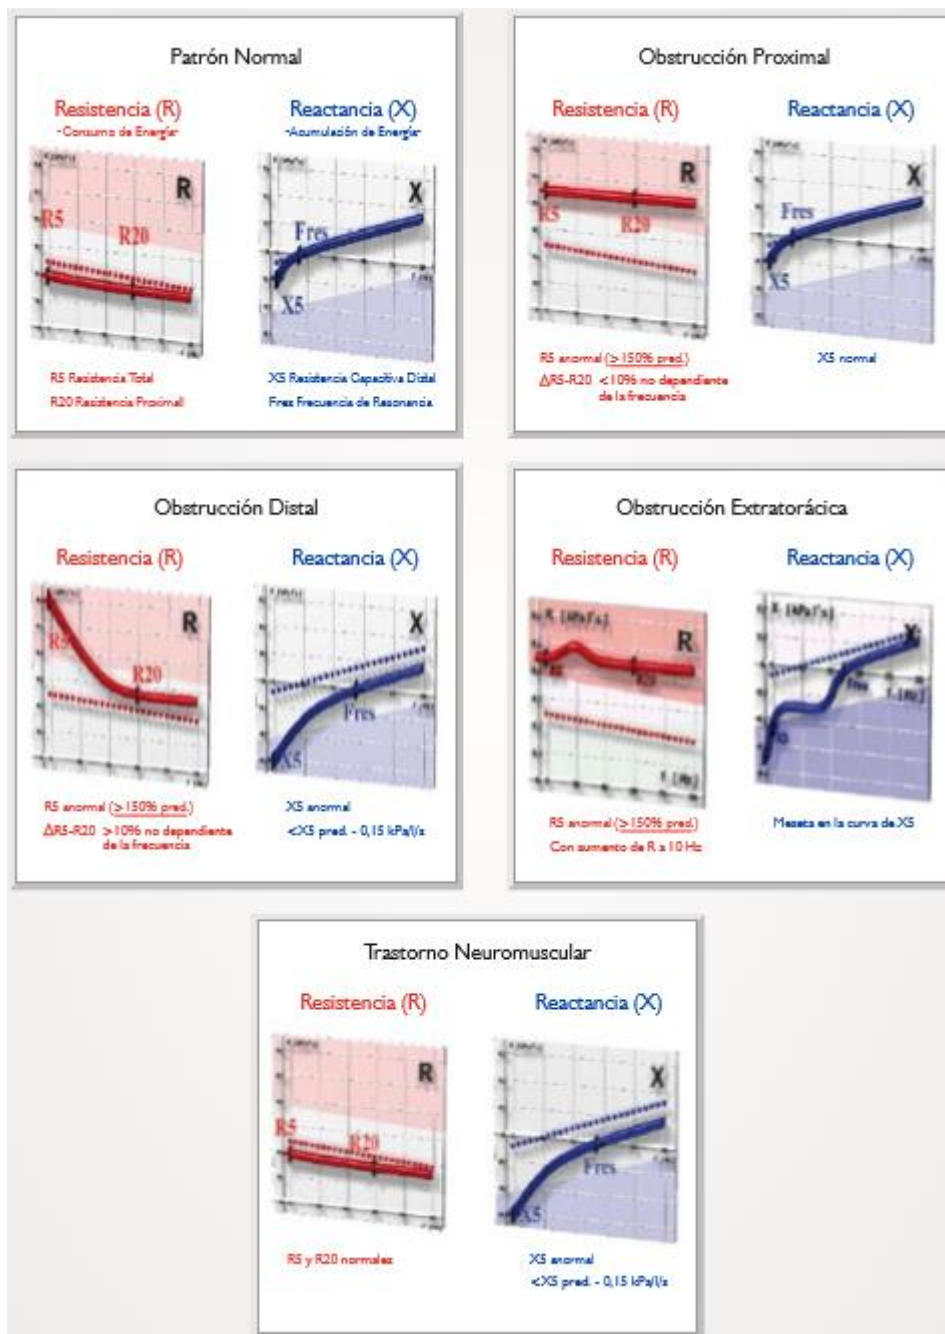 Patrón Normal
Resistencia (R)
-Consumo de Energía-
Reactancia (X)
-Acumulación de Energía-
R
R5
R20
X
Fres
X5
R5 Resistencia Total
R20 Resistencia Proximall
X5 Resistencia Capacitiva Distal
Fres Frecuencia de Resonancia
Obstrucción Proximal
Resistencia (R)
Reactancia (X)
R
R5
R20
X
Fres
X5
R5 anormal (>150% pred.)
ΔR5-R20 <10% no dependiente
de la frecuencia
X5 normal
Obstrucción Distal
Resistencia (R)
Reactancia (X)
R
R5
R20
X
Fres
X5
R5 anormal (>150% pred.)
ΔR5-R20 >10% no dependiente
de la frecuencia
X5 anormal
<X5 pred. - 0,15 kPa/l/s
Obstrucción Extratorácica
Resistencia (R)
Reactancia (X)
R
R20
X
Fres
R5 anormal (>150% pred.)
Con aumento de R a 10 Hz
Meseta en la curva de X5
Trastorno Neuromuscular
Resistencia (R)
Reactancia (X)
R
R5
R20
X
Fres
X5
R5 y R20 normales
X5 anormal
<X5 pred. - 0,15 kPa/l/s